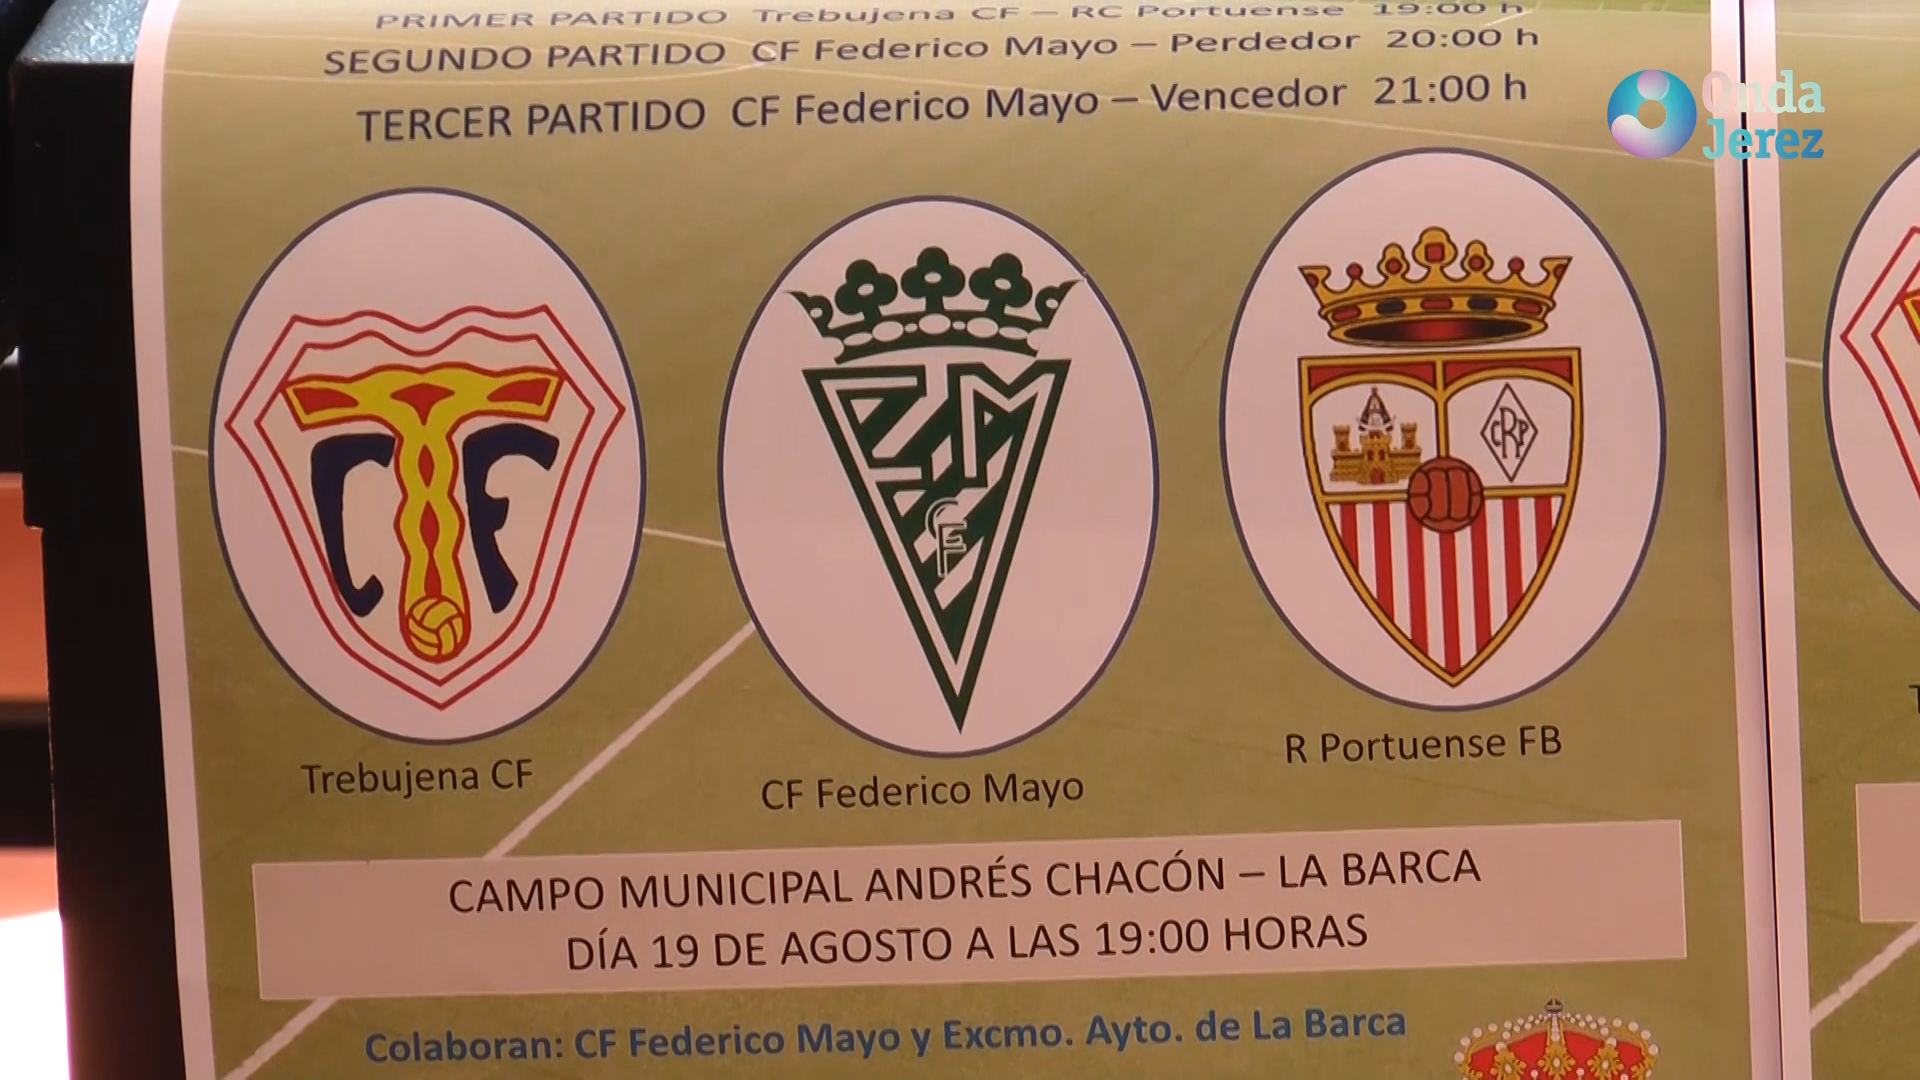 PRIMER PARTIDO Trebujena CF – RC Portuense 19:00 h
SEGUNDO PARTIDO CF Federico Mayo – Perdedor 20:00 h
TERCER PARTIDO CF Federico Mayo – Vencedor 21:00 h
Onda
Jerez
CTF
CF
CRP
Trebujena CF
CF Federico Mayo
R Portuense FB
CAMPO MUNICIPAL ANDRÉS CHACÓN – LA BARCA
DÍA 19 DE AGOSTO A LAS 19:00 HORAS
Colaboran: CF Federico Mayo y Excmo. Ayto. de La Barca